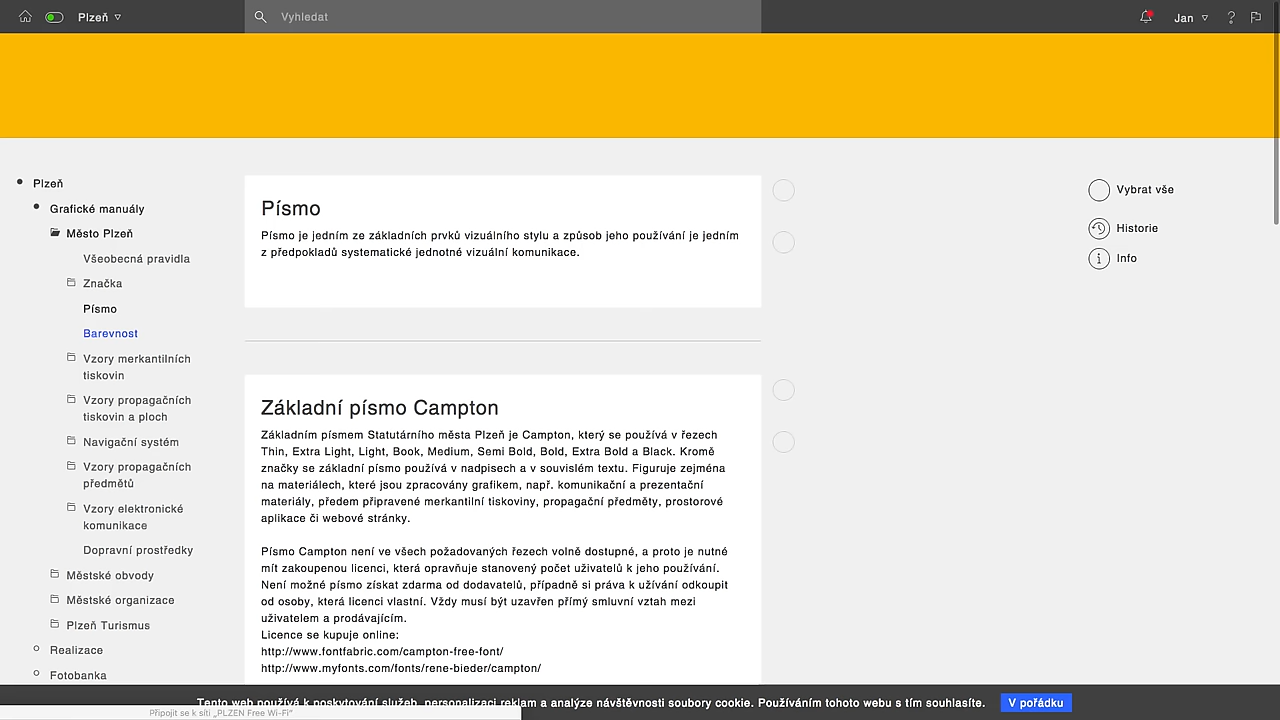 Plzeň
Vyhledat
Jan
?
Plzeň
Grafické manuály
Město Plzeň
Všeobecná pravidla
Značka
Písmo
Barevnost
Vzory merkantilních
tiskovin
Vzory propagačních
tiskovin a ploch
Navigační systém
Vzory propagačních
předmětů
Vzory elektronické
komunikace
Dopravní prostředky
Městské obvody
Městské organizace
Plzeň Turismus
Realizace
Fotobanka
Písmo
Písmo je jedním ze základních prvků vizuálního stylu a způsob jeho používání je jedním
z předpokladů systematické jednotné vizuální komunikace.
Základní písmo Campton
Základním písmem Statutárního města Plzeň je Campton, který se používá v řezech
Thin, Extra Light, Light, Book, Medium, Semi Bold, Bold, Extra Bold a Black. Kromě
značky se základní písmo používá v nadpisech a v souvislém textu. Figuruje zejména
na materiálech, které jsou zpracovány grafikem, např. komunikační a prezentační
materiály, předem připravené merkantilní tiskoviny, propagační předměty, prostorové
aplikace či webové stránky.
Písmo Campton není ve všech požadovaných řezech volně dostupné, a proto je nutné
mít zakoupenou licenci, která opravňuje stanovený počet uživatelů k jeho používání.
Není možné písmo získat zdarma od dodavatelů, případně si práva k užívání odkoupit
od osoby, která licenci vlastní. Vždy musí být uzavřen přímý smluvní vztah mezi
uživatelem a prodávajícím.
Licence se kupuje online:
http://www.fontfabric.com/campton-free-font/
http://www.myfonts.com/fonts/rene-bieder/campton/
Vybrat vše
Historie
Info
Tento web používá k poskytování služeb, personalizaci reklam a analýze návštěvnosti soubory cookie. Používáním tohoto webu s tím souhlasíte.
V pořádku
Připojit se k síti „PLZEN Free Wi-Fi"